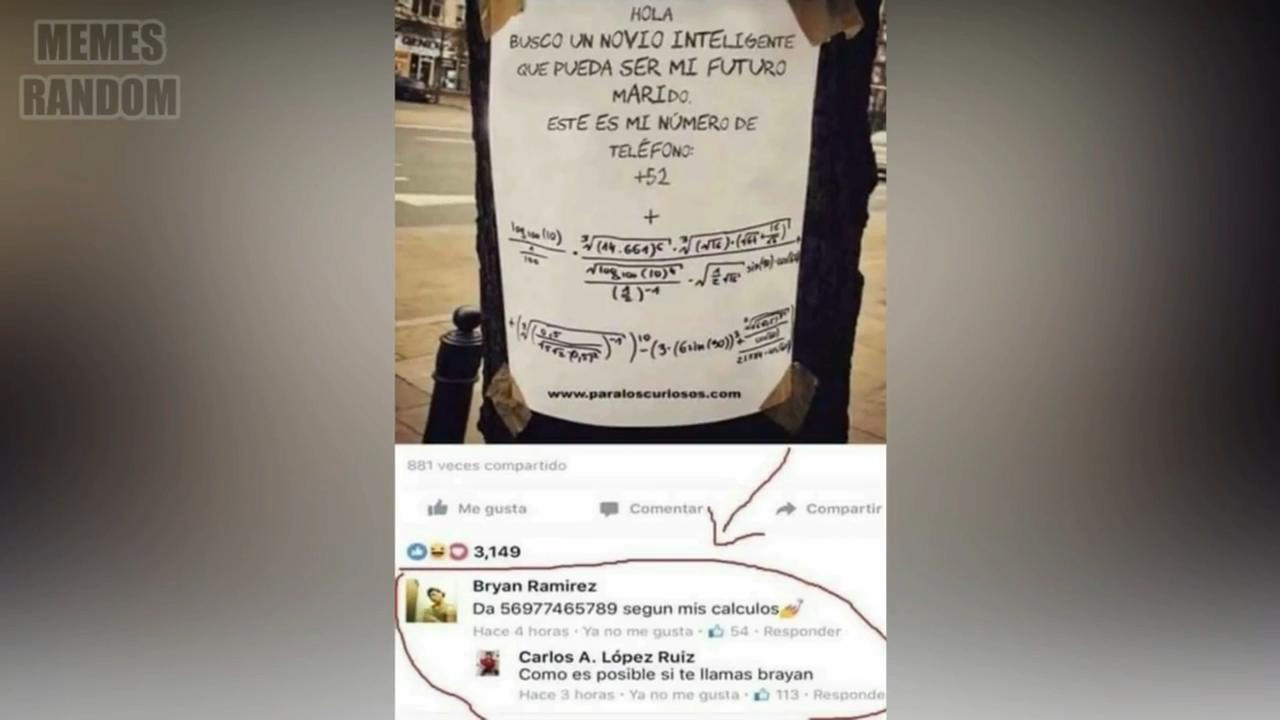 MEMES
RANDOM
HOLA
BUSCO UN NOVIO INTELIGENTE
QUE PUEDA SER MI FUTURO
MARIDO.
ESTE ES MI NÚMERO DE
TELÉFONO:
+52
+
www.paraloscuriosos.com
881 veces compartido
Me gusta Comentar Compartir
3,149
Bryan Ramirez
Da 56977465789 segun mis calculos
Hace 4 horas · Ya no me gusta · 54 · Responder
Carlos A. López Ruiz
Como es posible si te llamas brayan
Hace 3 horas · Ya no me gusta · 113 · Responde